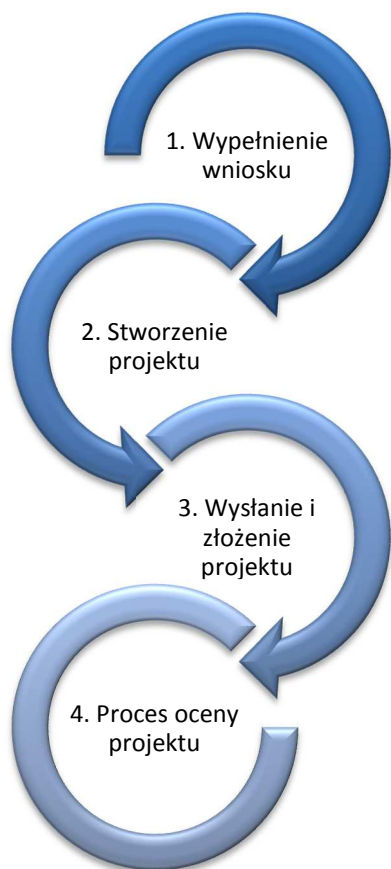 1. Wypełnienie
wniosku
2. Stworzenie
projektu
3. Wysłanie i
złożenie
projektu
4. Proces oceny
projektu